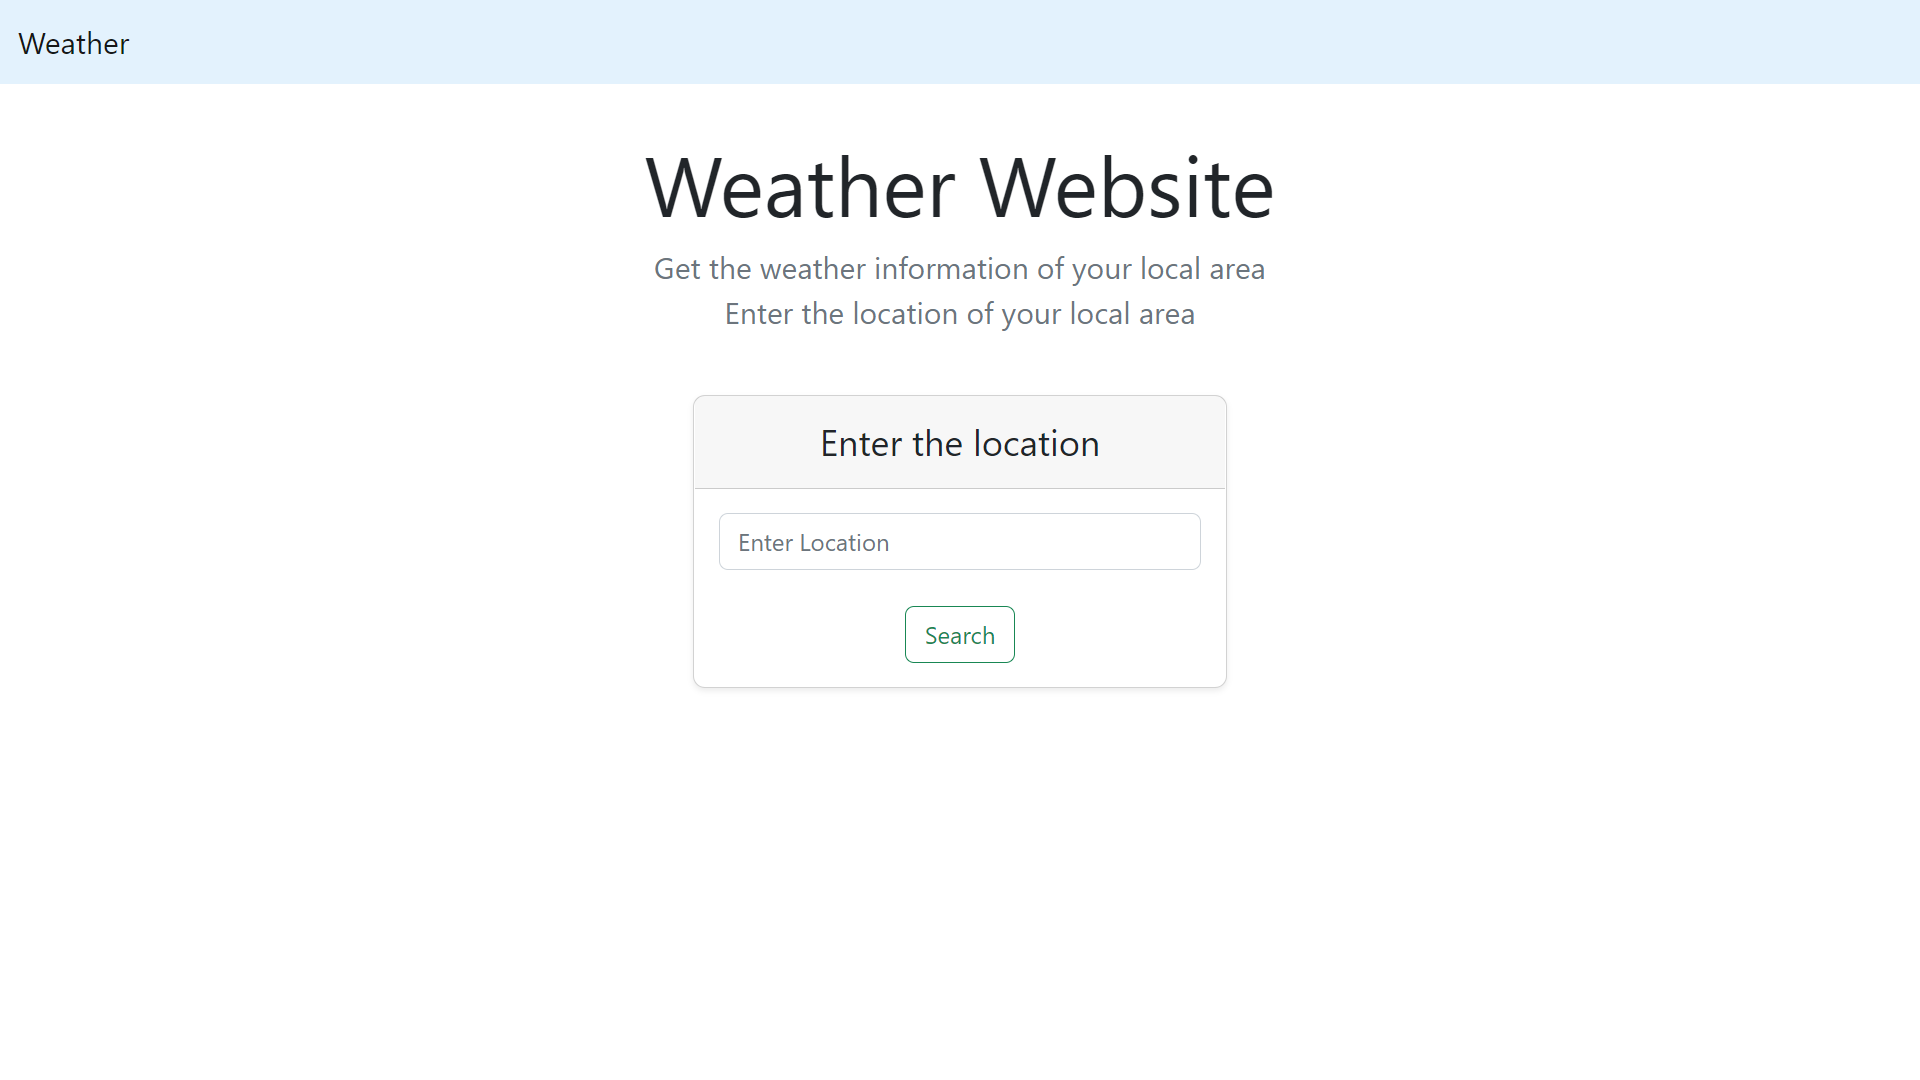 Weather
Weather Website
Get the weather information of your local area
Enter the location of your local area
Enter the location
Enter Location
Search